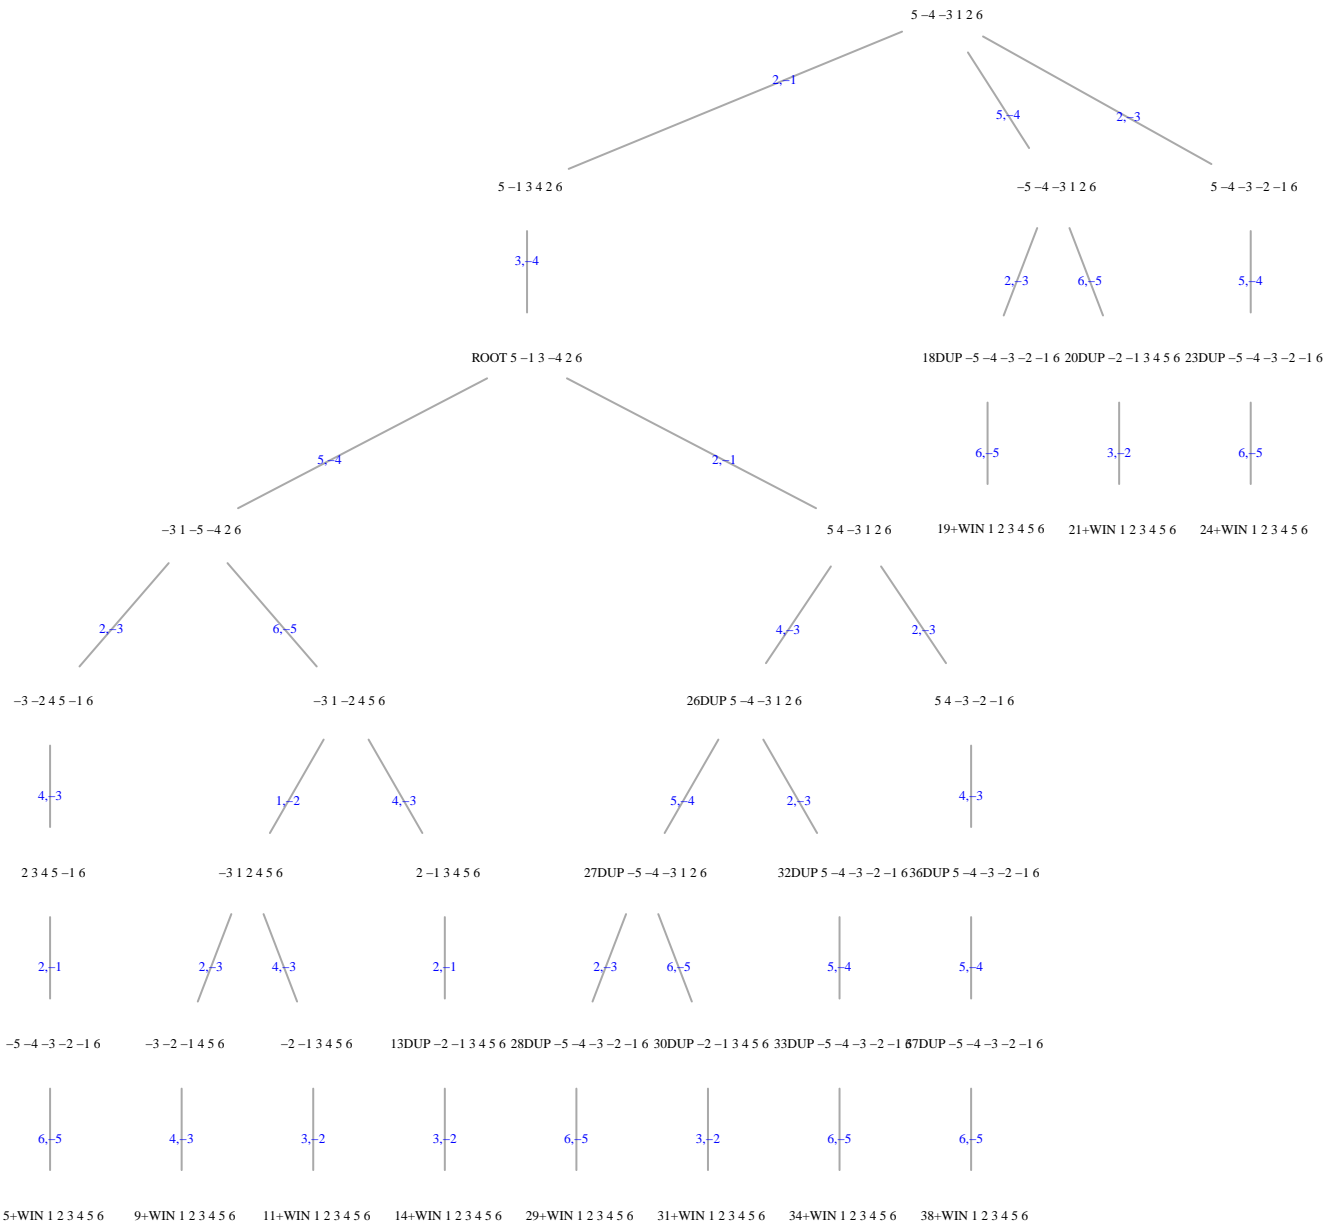 5 −4 −3 1 2 6
2,−1
5,−4
2,−3
5 −1 3 4 2 6
−5 −4 −3 1 2 6
5 −4 −3 −2 −1 6
3,−4
2,−3
6,−5
5,−4
ROOT 5 −1 3 −4 2 6
18DUP −5 −4 −3 −2 −1 6
20DUP −2 −1 3 4 5 6
23DUP −5 −4 −3 −2 −1 6
5,−4
2,−1
6,−5
3,−2
6,−5
−3 1 −5 −4 2 6
5 4 −3 1 2 6
19+WIN 1 2 3 4 5 6
21+WIN 1 2 3 4 5 6
24+WIN 1 2 3 4 5 6
2,−3
6,−5
4,−3
2,−3
−3 −2 4 5 −1 6
−3 1 −2 4 5 6
26DUP 5 −4 −3 1 2 6
5 4 −3 −2 −1 6
4,−3
1,−2
4,−3
5,−4
2,−3
4,−3
2 3 4 5 −1 6
−3 1 2 4 5 6
2 −1 3 4 5 6
27DUP −5 −4 −3 1 2 6
32DUP 5 −4 −3 −2 −1 6
36DUP 5 −4 −3 −2 −1 6
2,−1
2,−3
4,−3
2,−1
2,−3
6,−5
5,−4
5,−4
−5 −4 −3 −2 −1 6
−3 −2 −1 4 5 6
−2 −1 3 4 5 6
13DUP −2 −1 3 4 5 6
28DUP −5 −4 −3 −2 −1 6
30DUP −2 −1 3 4 5 6
33DUP −5 −4 −3 −2 −1 6
37DUP −5 −4 −3 −2 −1 6
6,−5
4,−3
3,−2
3,−2
6,−5
3,−2
6,−5
6,−5
5+WIN 1 2 3 4 5 6
9+WIN 1 2 3 4 5 6
11+WIN 1 2 3 4 5 6
14+WIN 1 2 3 4 5 6
29+WIN 1 2 3 4 5 6
31+WIN 1 2 3 4 5 6
34+WIN 1 2 3 4 5 6
38+WIN 1 2 3 4 5 6